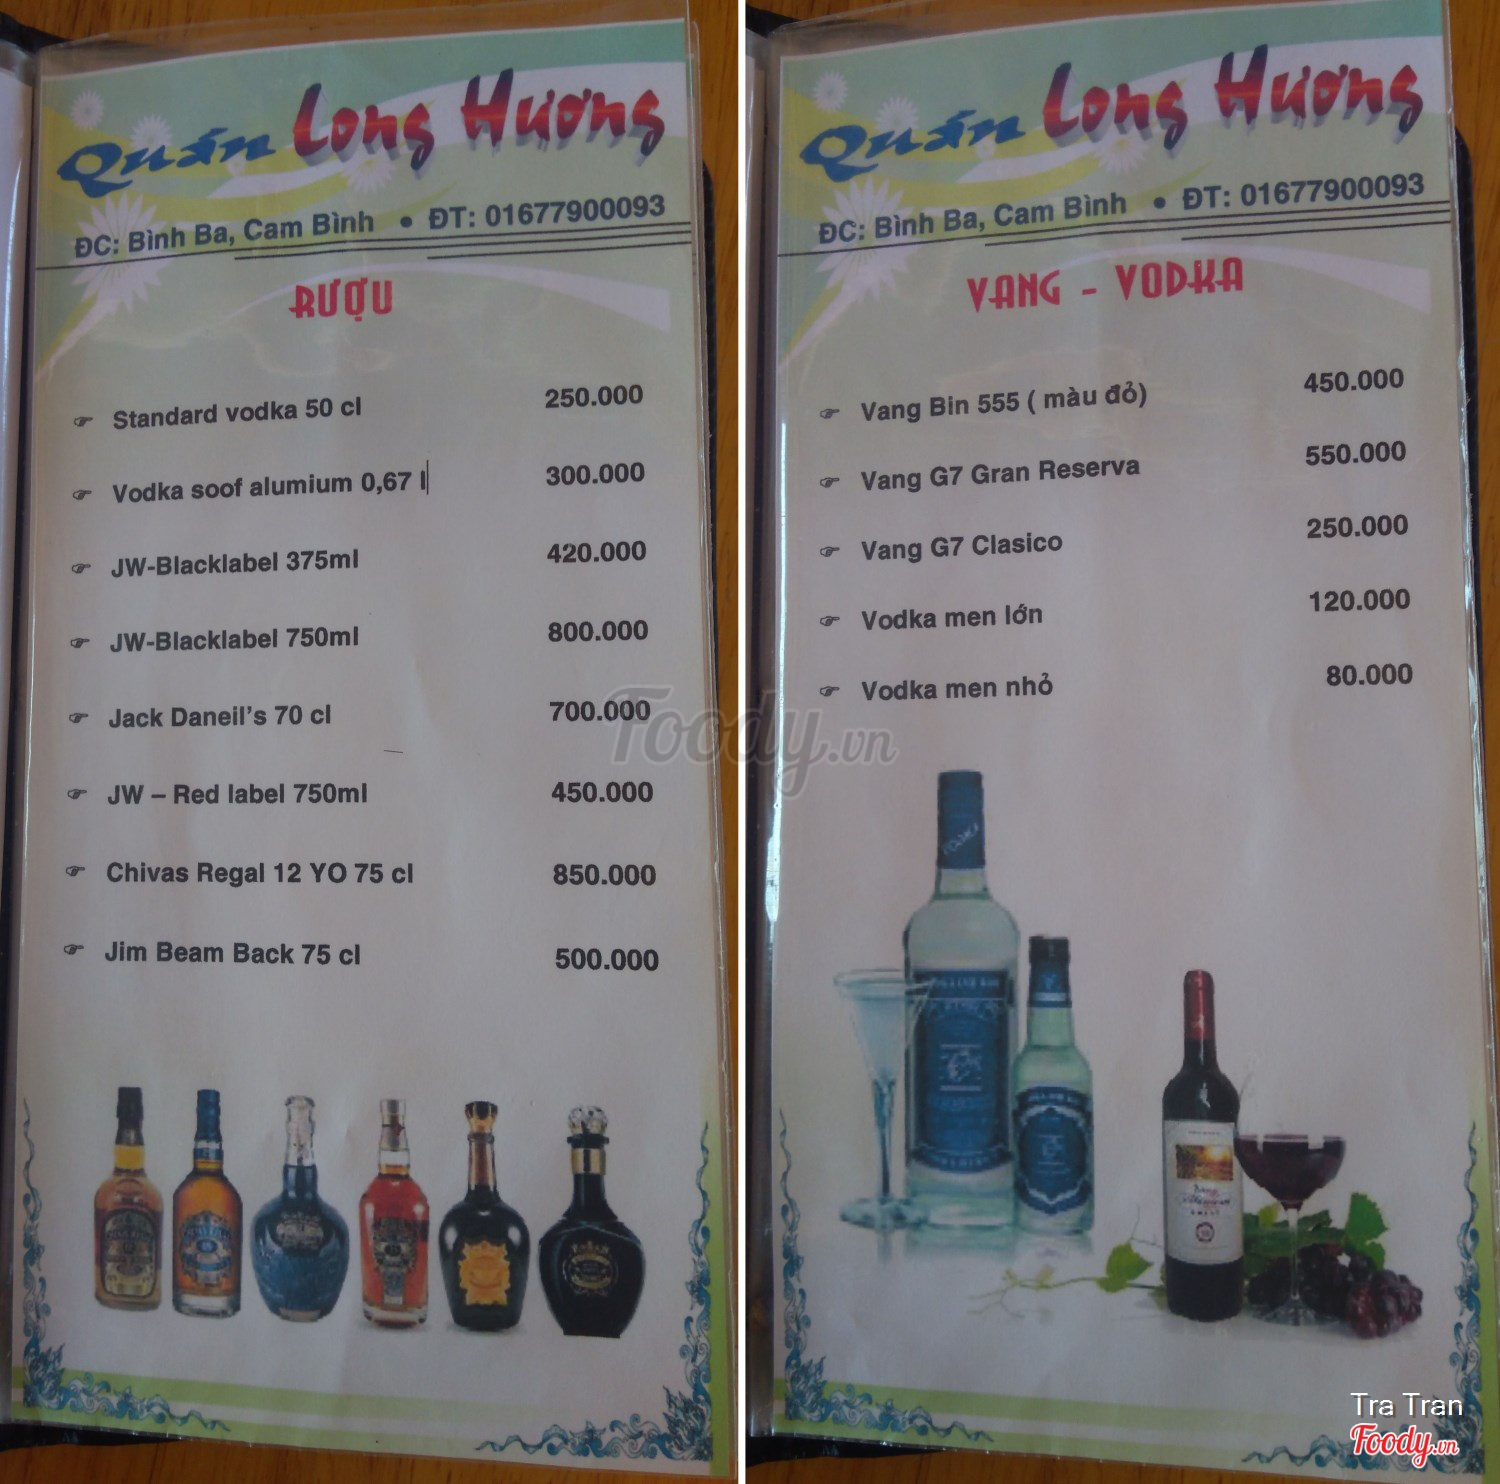 Quán Long Hương
ĐC: Bình Ba, Cam Bình • ĐT: 01677900093
RƯỢU
☞ Standard vodka 50 cl 250.000
☞ Vodka soof alumium 0,67 l 300.000
☞ JW-Blacklabel 375ml 420.000
☞ JW-Blacklabel 750ml 800.000
☞ Jack Daneil's 70 cl 700.000
☞ JW – Red label 750ml 450.000
☞ Chivas Regal 12 YO 75 cl 850.000
☞ Jim Beam Back 75 cl 500.000
Quán Long Hương
ĐC: Bình Ba, Cam Bình • ĐT: 01677900093
VANG - VODKA
☞ Vang Bin 555 ( màu đỏ) 450.000
☞ Vang G7 Gran Reserva 550.000
☞ Vang G7 Clasico 250.000
☞ Vodka men lớn 120.000
☞ Vodka men nhỏ 80.000
VODKA
Foody.vn
Tra Tran
Foody.vn